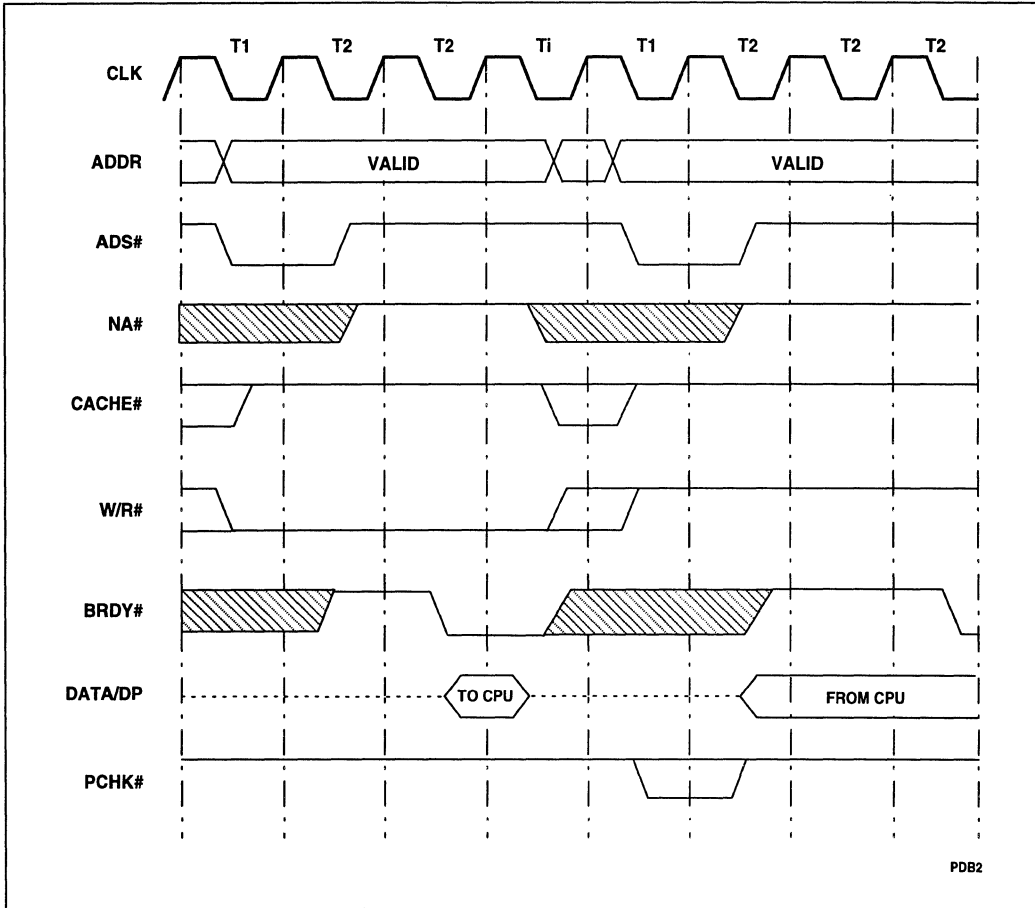 T1 T2 T2 Ti T1 T2 T2 T2
CLK
ADDR VALID VALID
ADS#
NA#
CACHE#
W/R#
BRDY#
DATA/DP TO CPU FROM CPU
PCHK#
PDB2